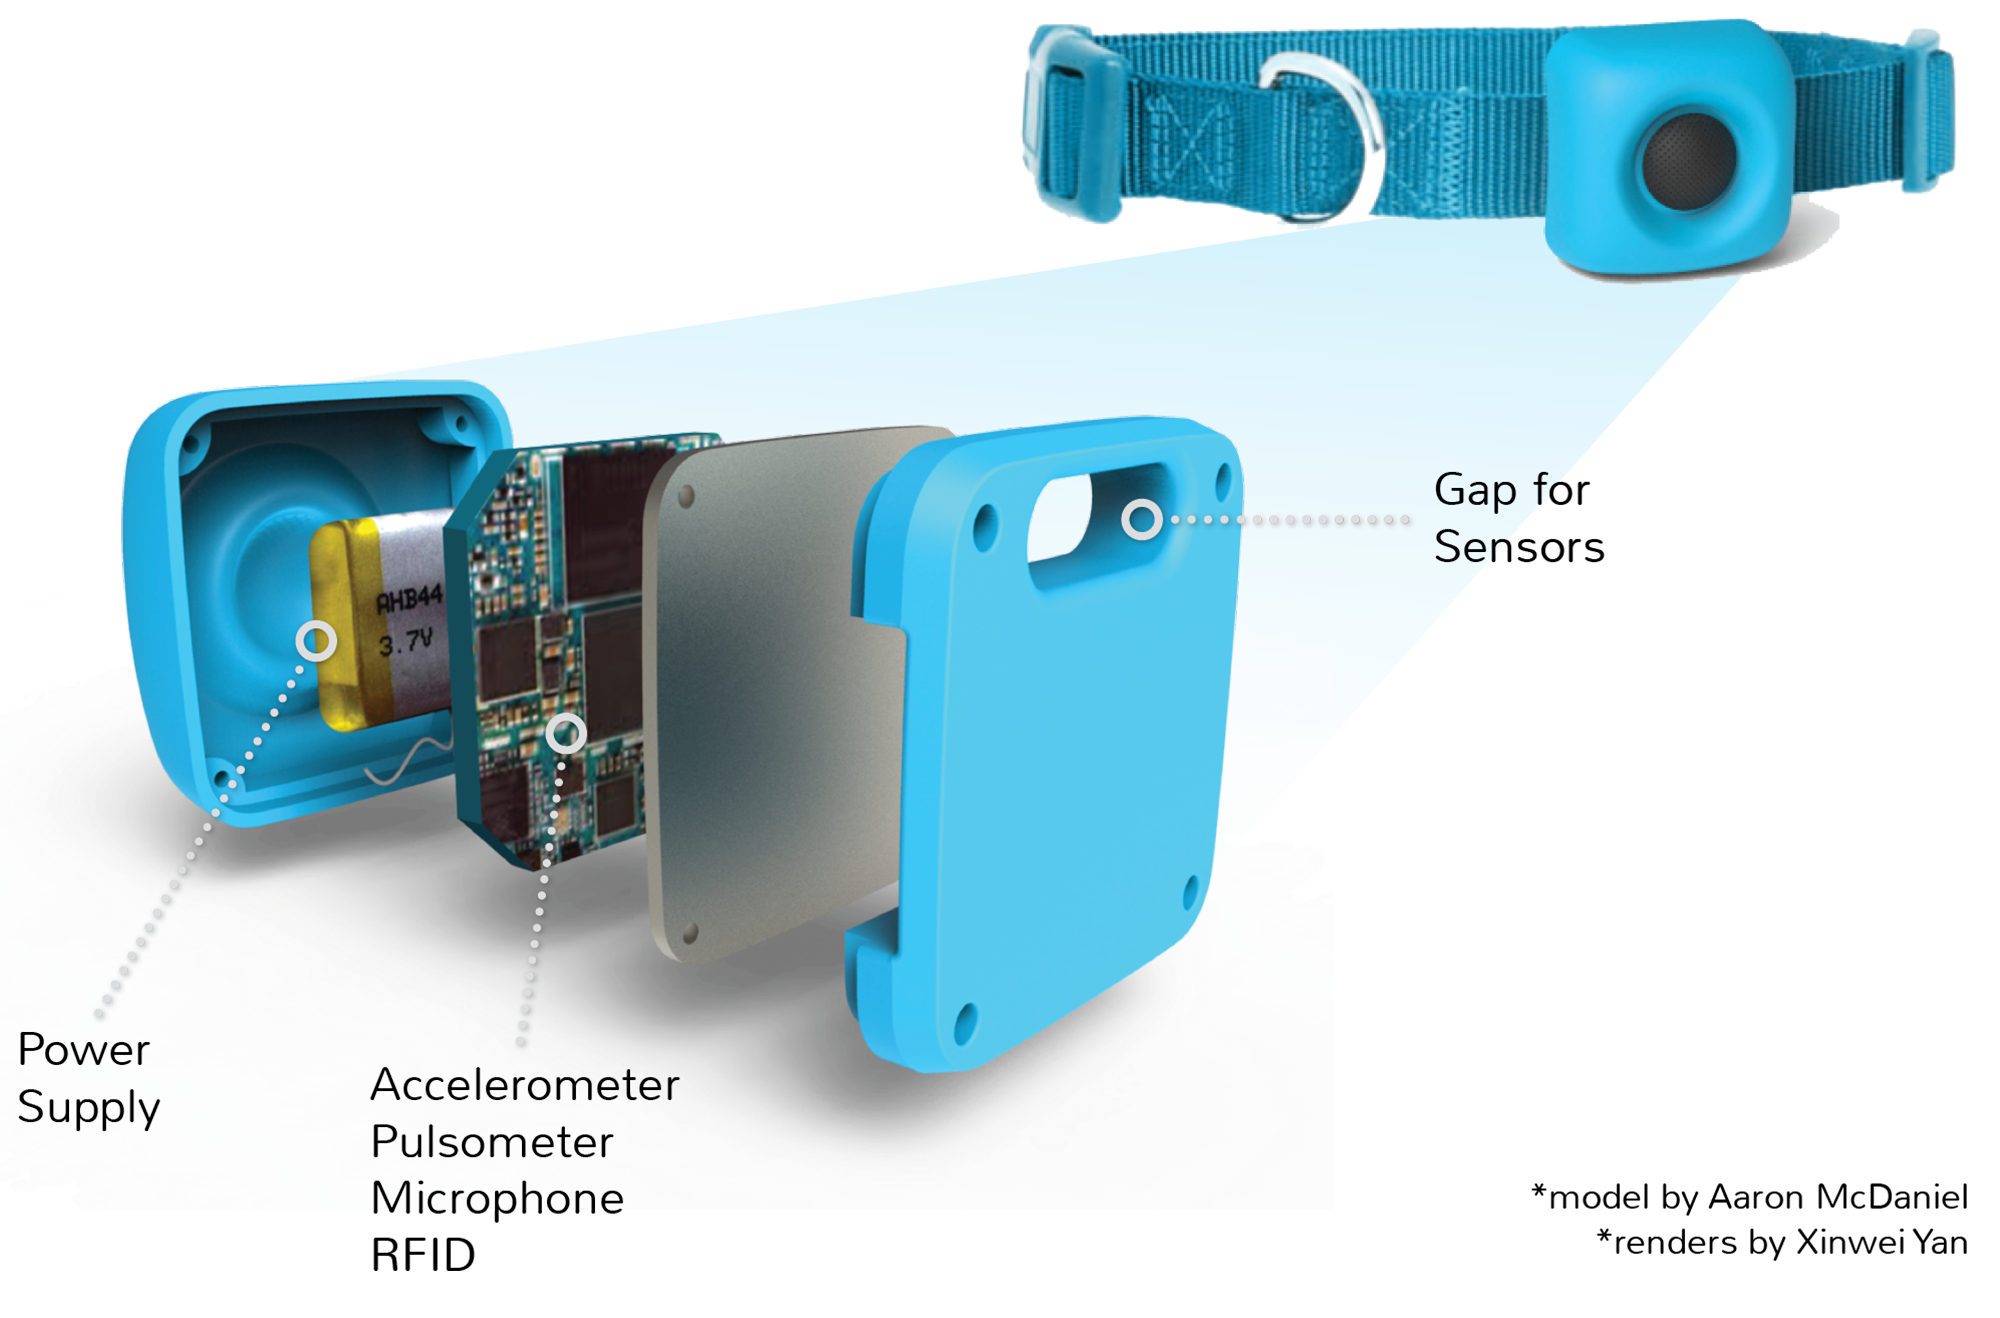 Gap for
Sensors
AHB44
3.7V
Power
Supply
Accelerometer
Pulsometer
Microphone
RFID
*model by Aaron McDaniel
*renders by Xinwei Yan